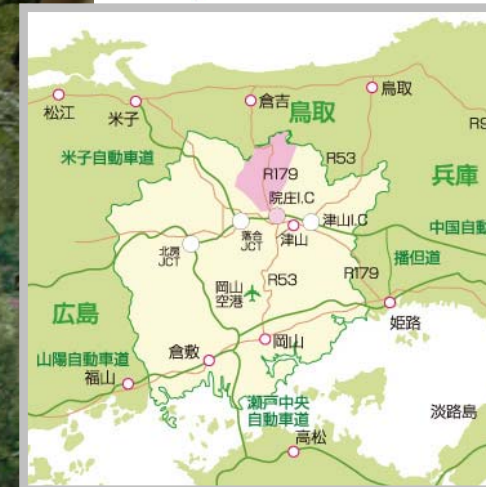 鳥取
倉吉
松江
米子
鳥取
R9
米子自動車道
R53
R179
兵庫
院庄I.C
津山I.C
落合
JCT
津山
中国自動
北房
JCT
播但道
岡山
空港
R53
R179
広島
姫路
岡山
倉敷
山陽自動車道
福山
瀬戸中央
自動車道
淡路島
高松